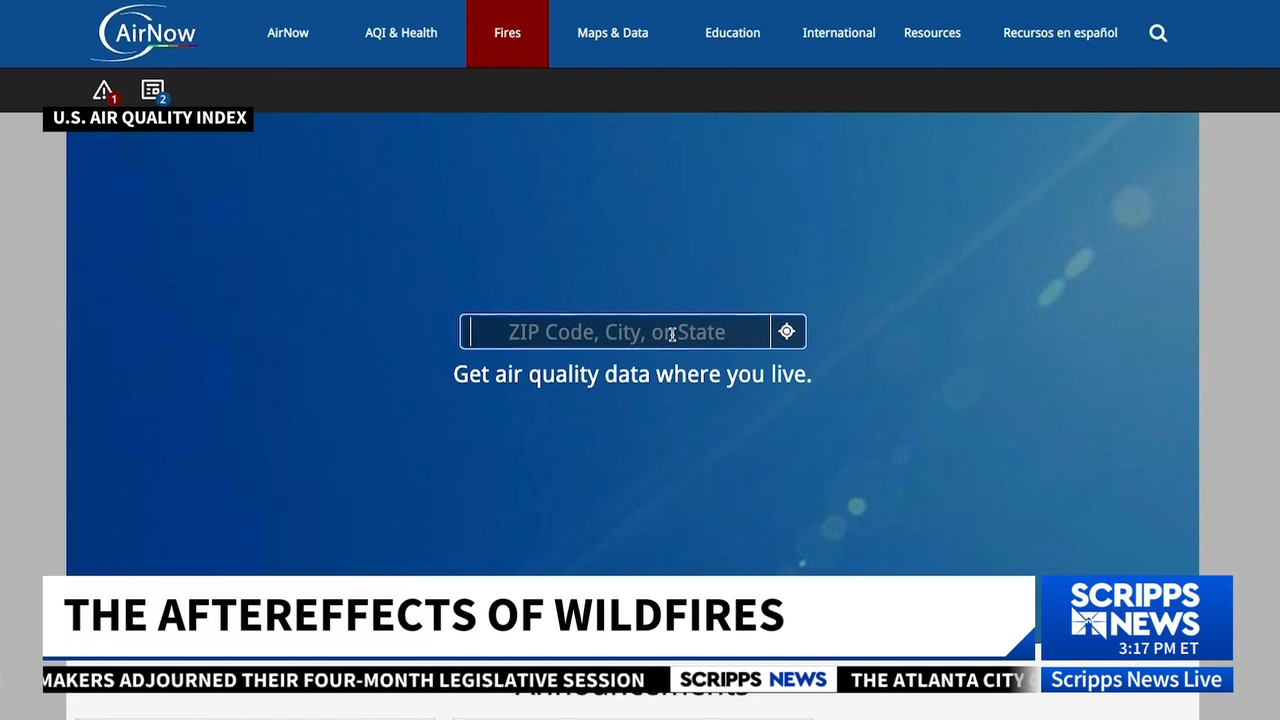 AirNow
AirNow
AQI & Health
Fires
Maps & Data
Education
International
Resources
Recursos en español
1
2
U.S. AIR QUALITY INDEX
ZIP Code, City, or State
Get air quality data where you live.
THE AFTEREFFECTS OF WILDFIRES
SCRIPPS
NEWS
3:17 PM ET
MAKERS ADJOURNED THEIR FOUR-MONTH LEGISLATIVE SESSION
SCRIPPS NEWS
THE ATLANTA CITY
Scripps News Live
Announcements